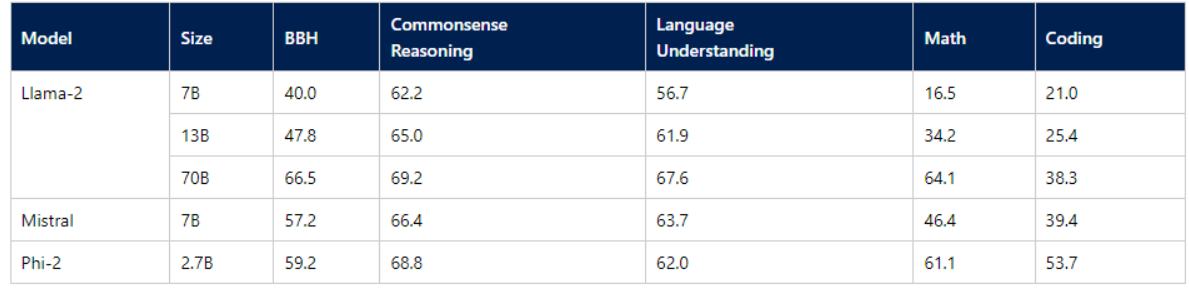 Model Size BBH Commonsense Reasoning Language Understanding Math Coding
Llama-2 7B 40.0 62.2 56.7 16.5 21.0
13B 47.8 65.0 61.9 34.2 25.4
70B 66.5 69.2 67.6 64.1 38.3
Mistral 7B 57.2 66.4 63.7 46.4 39.4
Phi-2 2.7B 59.2 68.8 62.0 61.1 53.7